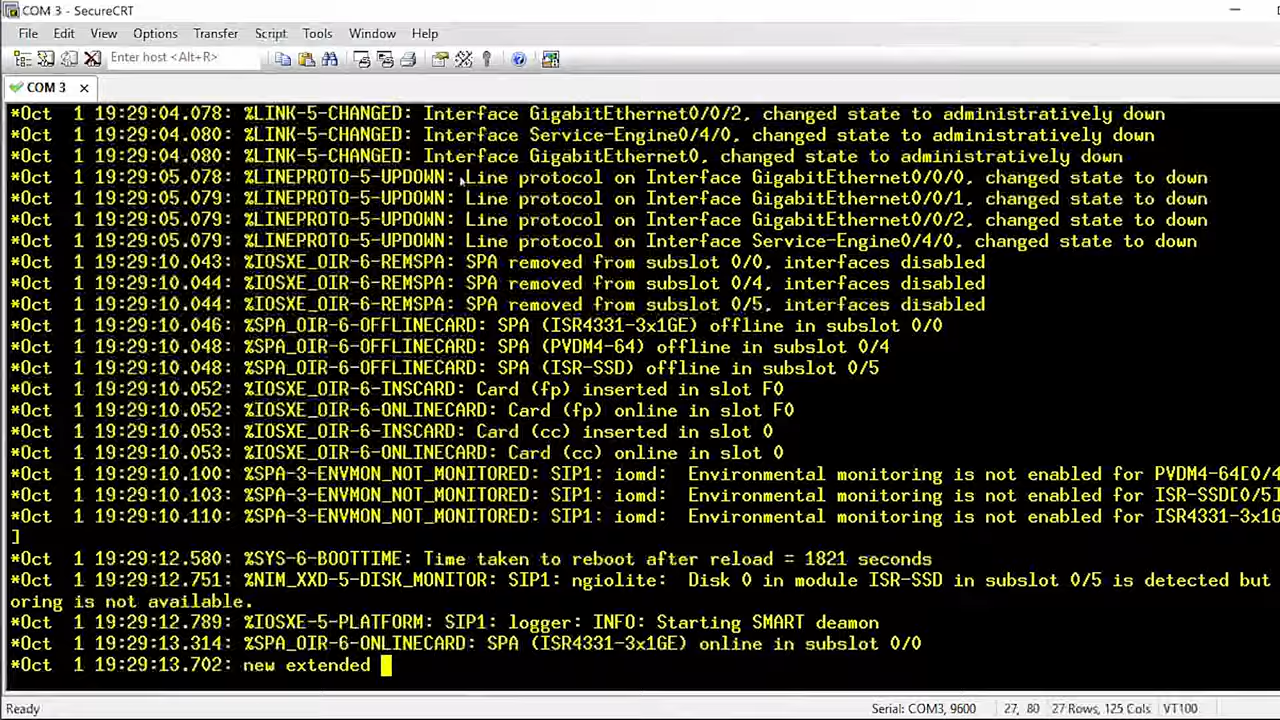 COM 3 - SecureCRT
File Edit View Options Transfer Script Tools Window Help
Enter host <Alt+R>
COM 3
*Oct 1 19:29:04.078: %LINK-5-CHANGED: Interface GigabitEthernet0/0/2, changed state to administratively down
*Oct 1 19:29:04.080: %LINK-5-CHANGED: Interface Service-Engine0/4/0, changed state to administratively down
*Oct 1 19:29:04.080: %LINK-5-CHANGED: Interface GigabitEthernet0, changed state to administratively down
*Oct 1 19:29:05.078: %LINEPROTO-5-UPDOWN: Line protocol on Interface GigabitEthernet0/0/0, changed state to down
*Oct 1 19:29:05.079: %LINEPROTO-5-UPDOWN: Line protocol on Interface GigabitEthernet0/0/1, changed state to down
*Oct 1 19:29:05.079: %LINEPROTO-5-UPDOWN: Line protocol on Interface GigabitEthernet0/0/2, changed state to down
*Oct 1 19:29:05.079: %LINEPROTO-5-UPDOWN: Line protocol on Interface Service-Engine0/4/0, changed state to down
*Oct 1 19:29:10.043: %IOSXE_OIR-6-REMSPA: SPA removed from subslot 0/0, interfaces disabled
*Oct 1 19:29:10.044: %IOSXE_OIR-6-REMSPA: SPA removed from subslot 0/4, interfaces disabled
*Oct 1 19:29:10.044: %IOSXE_OIR-6-REMSPA: SPA removed from subslot 0/5, interfaces disabled
*Oct 1 19:29:10.046: %SPA_OIR-6-OFFLINECARD: SPA (ISR4331-3x1GE) offline in subslot 0/0
*Oct 1 19:29:10.048: %SPA_OIR-6-OFFLINECARD: SPA (PVDM4-64) offline in subslot 0/4
*Oct 1 19:29:10.048: %SPA_OIR-6-OFFLINECARD: SPA (ISR-SSD) offline in subslot 0/5
*Oct 1 19:29:10.052: %IOSXE_OIR-6-INSCARD: Card (fp) inserted in slot F0
*Oct 1 19:29:10.052: %IOSXE_OIR-6-ONLINECARD: Card (fp) online in slot F0
*Oct 1 19:29:10.053: %IOSXE_OIR-6-INSCARD: Card (cc) inserted in slot 0
*Oct 1 19:29:10.053: %IOSXE_OIR-6-ONLINECARD: Card (cc) online in slot 0
*Oct 1 19:29:10.100: %SPA-3-ENVMON_NOT_MONITORED: SIP1: iomd: Environmental monitoring is not enabled for PVDM4-64[0/4
*Oct 1 19:29:10.103: %SPA-3-ENVMON_NOT_MONITORED: SIP1: iomd: Environmental monitoring is not enabled for ISR-SSD[0/5]
*Oct 1 19:29:10.110: %SPA-3-ENVMON_NOT_MONITORED: SIP1: iomd: Environmental monitoring is not enabled for ISR4331-3x1G
]
*Oct 1 19:29:12.580: %SYS-6-BOOTTIME: Time taken to reboot after reload = 1821 seconds
*Oct 1 19:29:12.751: %NIM_XXD-5-DISK_MONITOR: SIP1: ngiolite: Disk 0 in module ISR-SSD in subslot 0/5 is detected but
oring is not available.
*Oct 1 19:29:12.789: %IOSXE-5-PLATFORM: SIP1: logger: INFO: Starting SMART deamon
*Oct 1 19:29:13.314: %SPA_OIR-6-ONLINECARD: SPA (ISR4331-3x1GE) online in subslot 0/0
*Oct 1 19:29:13.702: new extended
Ready Serial: COM3, 9600 27, 80 27 Rows, 125 Cols VT100